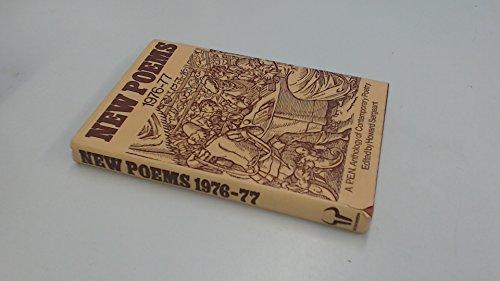 NEW POEMS
1976-77
A P.E.N. Anthology of Contemporary Poetry
Edited by Howard Sergeant
NEW POEMS 1976-77